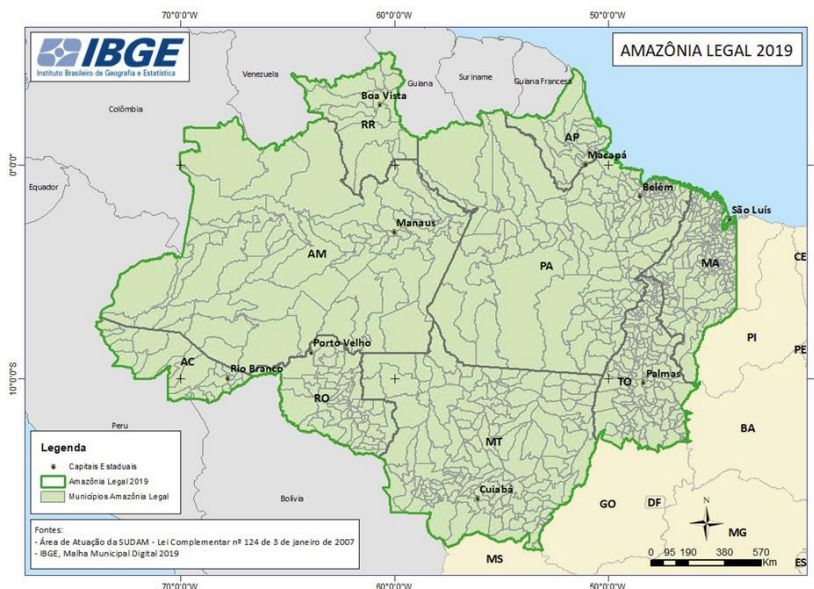 70°0'0"W
60°0'0"W
50°0'0"W
IBGE
Instituto Brasileiro de Geografia e Estatística
AMAZÔNIA LEGAL 2019
Venezuela
Guiana
Suriname
Guiana Francesa
Colômbia
Boa Vista
RR
AP
Macapá
0°0'0"
Equador
Belém
São Luís
Manaus
AM
PA
MA
CE
PI
PE
Porto Velho
AC
Rio Branco
10°0'0"S
10°0'0"S
Palmas
TO
RO
Peru
MT
BA
Legenda
Capitais Estaduais
Amazônia Legal 2019
Municípios Amazônia Legal
Cuiabá
Bolívia
GO
DF
N
MG
Fontes:
- Área de Atuação da SUDAM - Lei Complementar nº 124 de 3 de janeiro de 2007
- IBGE, Malha Municipal Digital 2019
MS
0 95 190 380 570
Km
ES
70°0'0"W
60°0'0"W
50°0'0"W